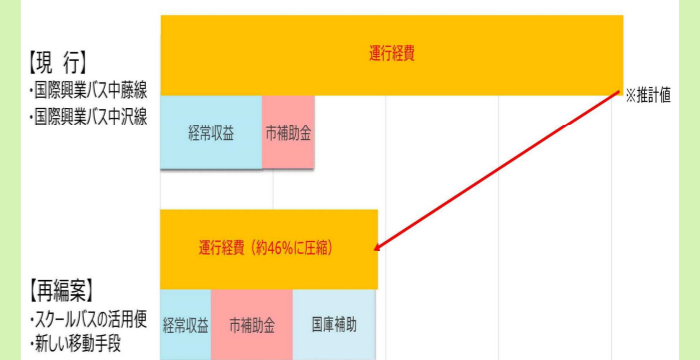 運行経費
【現 行】
・国際興業バス中藤線
・国際興業バス中沢線
※推計値
経常収益
市補助金
運行経費（約46%に圧縮）
【再編案】
・スクールバスの活用便
・新しい移動手段
経常収益
市補助金
国庫補助